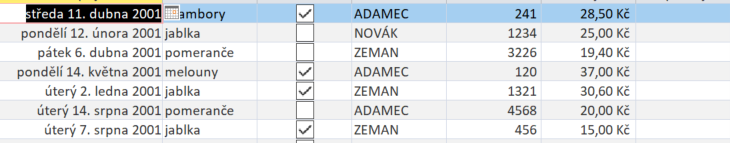 středa 11. dubna 2001 ambory ADAMEC 241 28,50 Kč
pondělí 12. února 2001 jablka NOVÁK 1234 25,00 Kč
pátek 6. dubna 2001 pomeranče ZEMAN 3226 19,40 Kč
pondělí 14. května 2001 melouny ADAMEC 120 37,00 Kč
úterý 2. ledna 2001 jablka ZEMAN 1321 30,60 Kč
úterý 14. srpna 2001 pomeranče ADAMEC 4568 20,00 Kč
úterý 7. srpna 2001 jablka ZEMAN 456 15,00 Kč